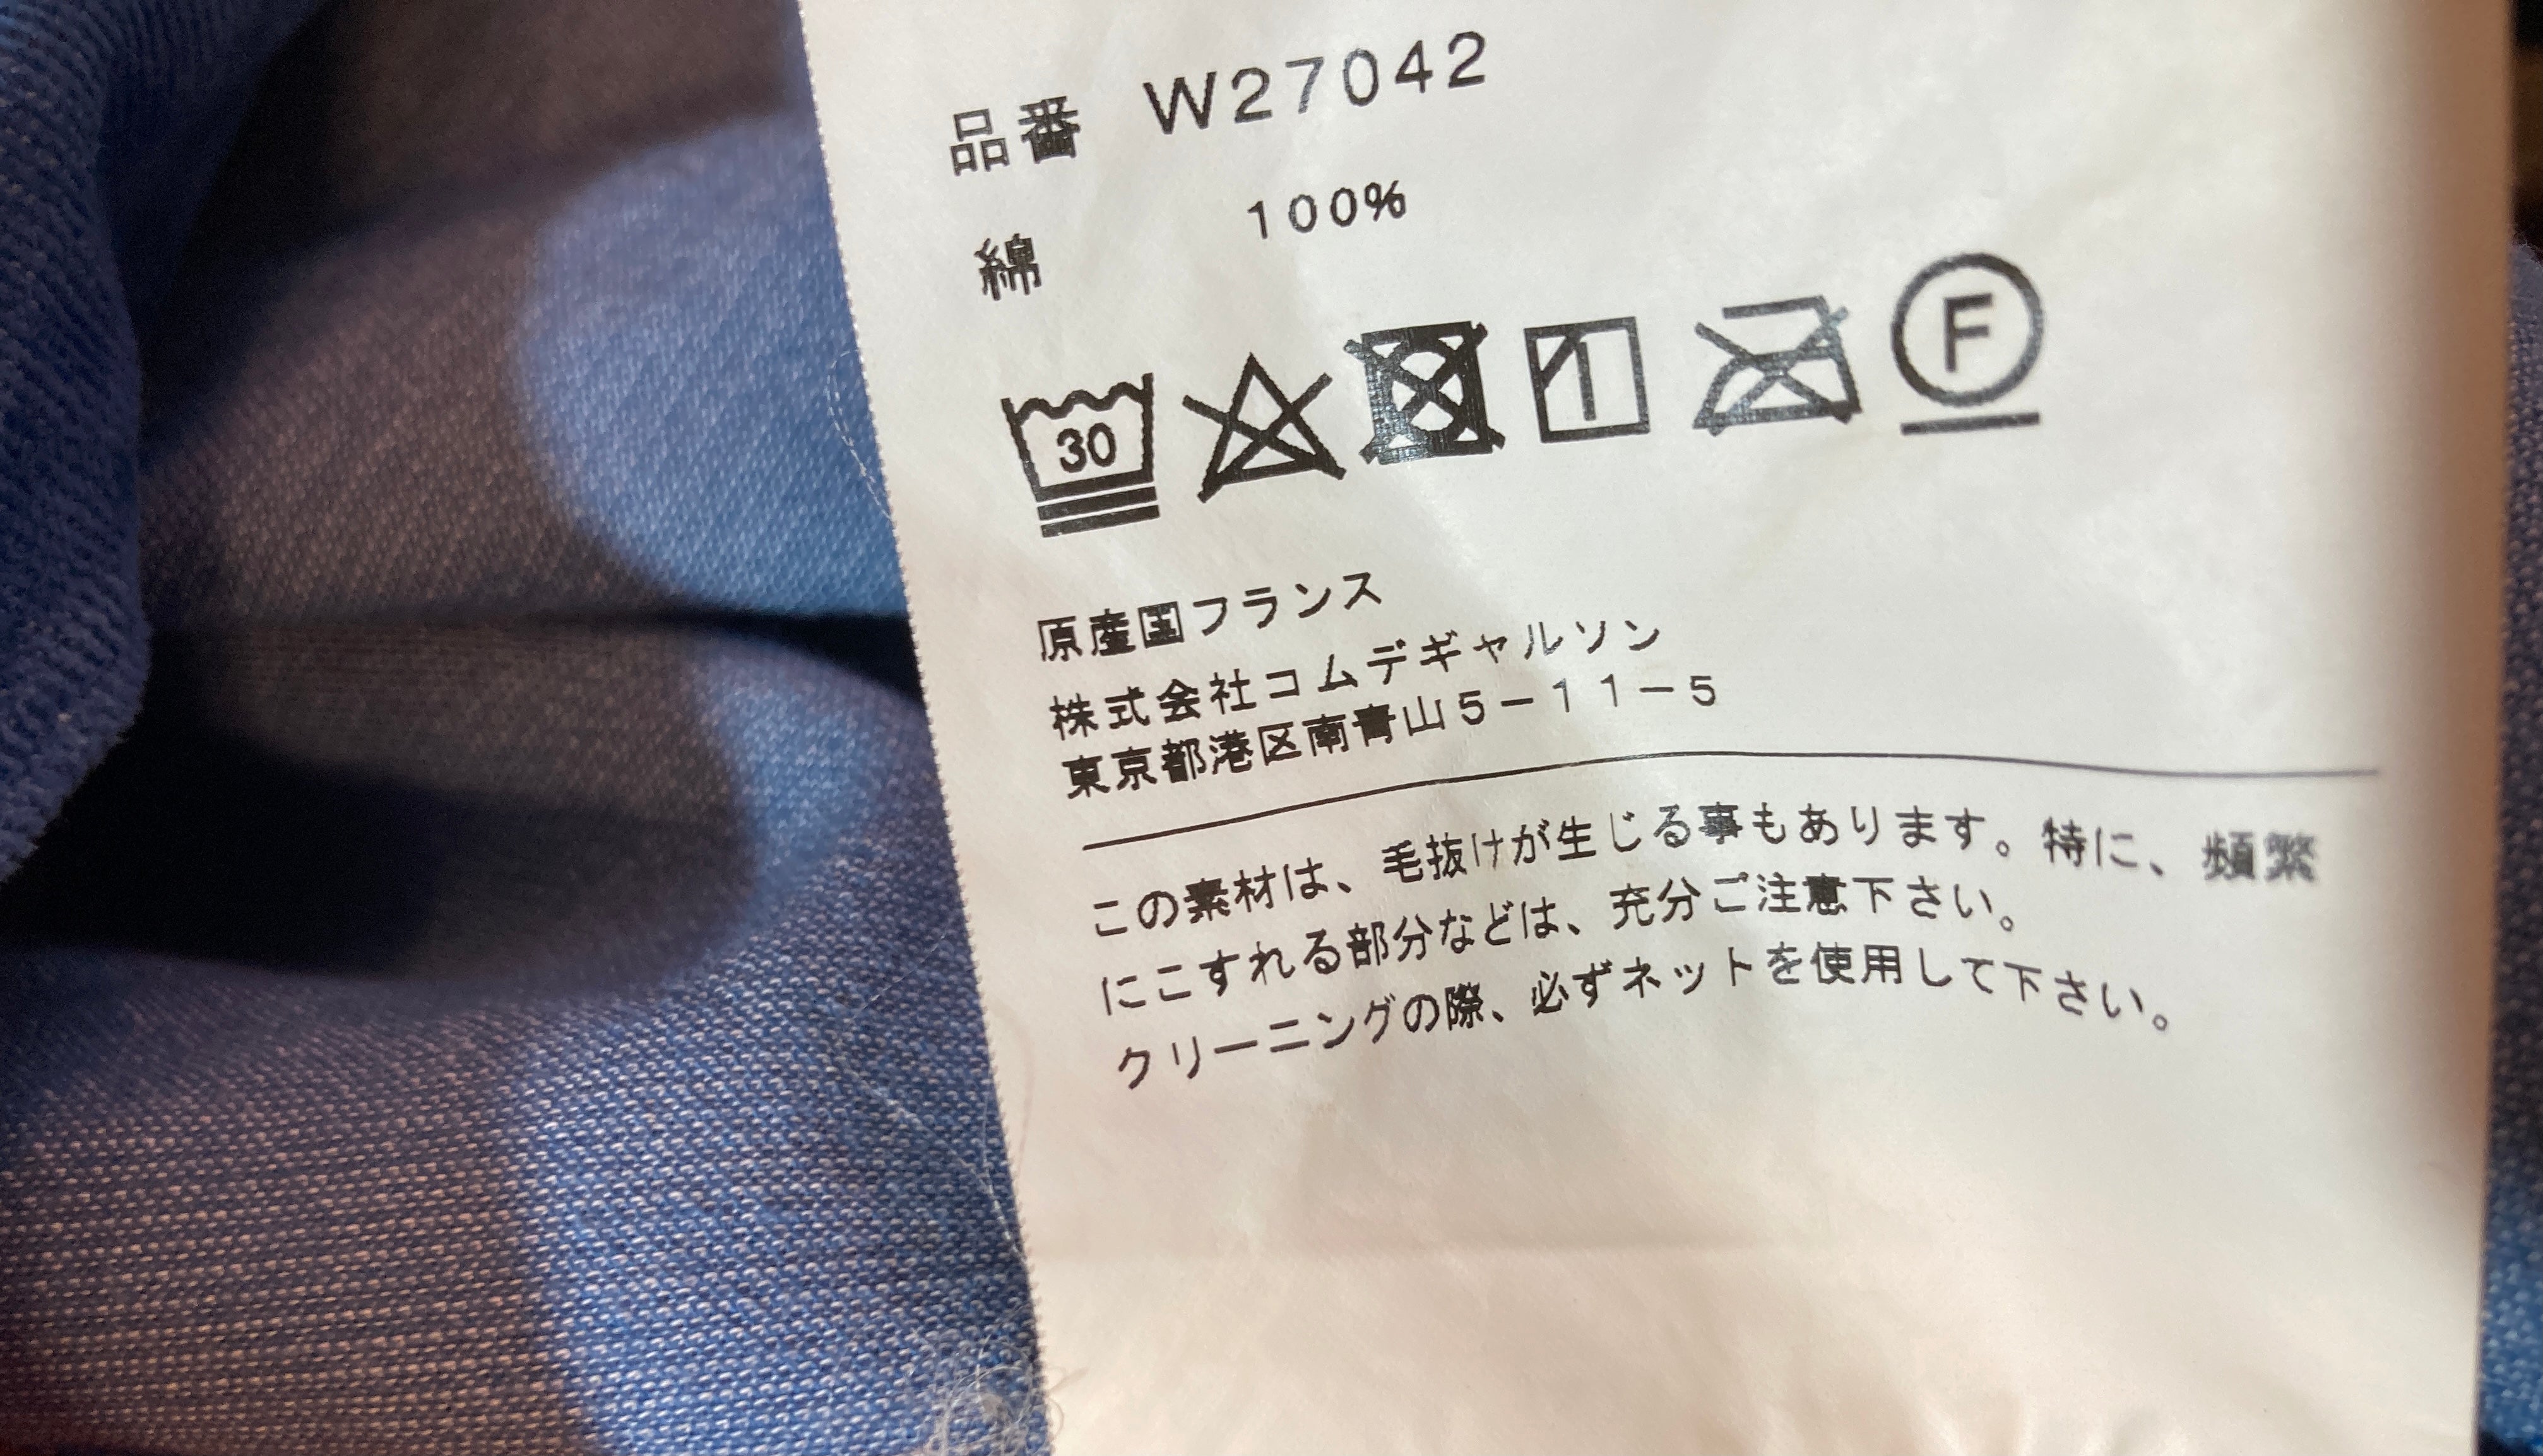 品番 W27042
綿 100%
30
F
原産国フランス
株式会社コムデギャルソン
東京都港区南青山5-11-5
この素材は、毛抜けが生じる事もあります。特に、頻繁
にこすれる部分などは、充分ご注意下さい。
クリーニングの際、必ずネットを使用して下さい。